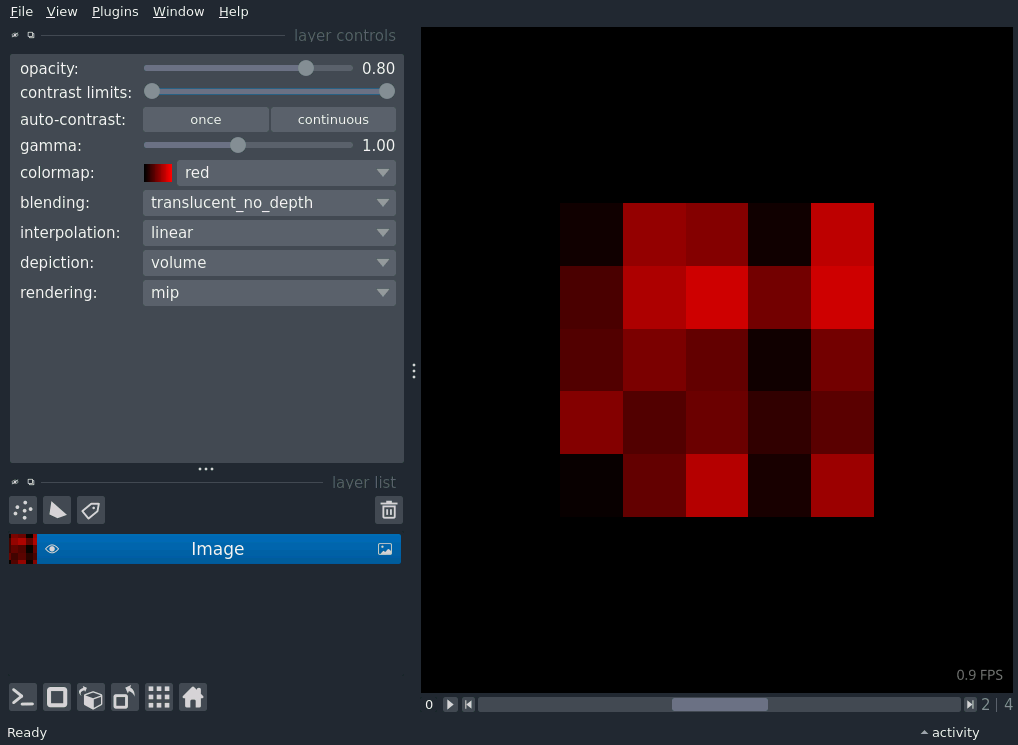 File View Plugins Window Help
layer controls
opacity: 0.80
contrast limits:
auto-contrast: once continuous
gamma: 1.00
colormap: red
blending: translucent_no_depth
interpolation: linear
depiction: volume
rendering: mip
layer list
Image
0.9 FPS
0 2 | 4
Ready activity